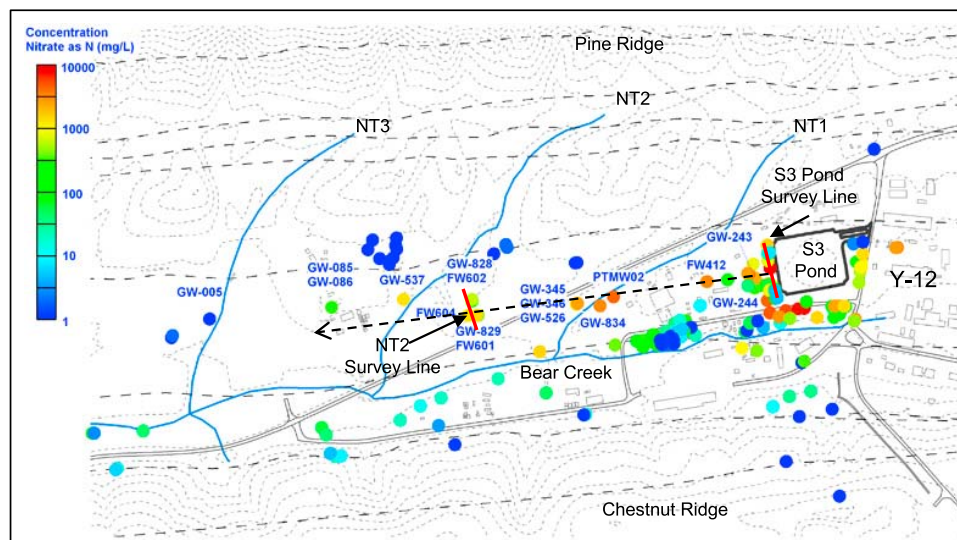 Concentration
Nitrate as N (mg/L)
10000
1000
100
10
1
Pine Ridge
NT3
NT2
NT1
S3 Pond
Survey Line
GW-243
S3
Pond
Y-12
GW-005
GW-085-
GW-086
GW-537
GW-828
FW602
GW-345
GW-346
GW-526
PTMW02
FW412
GW-244
GW-834
FW604
GW-829
FW601
NT2
Survey Line
Bear Creek
Chestnut Ridge